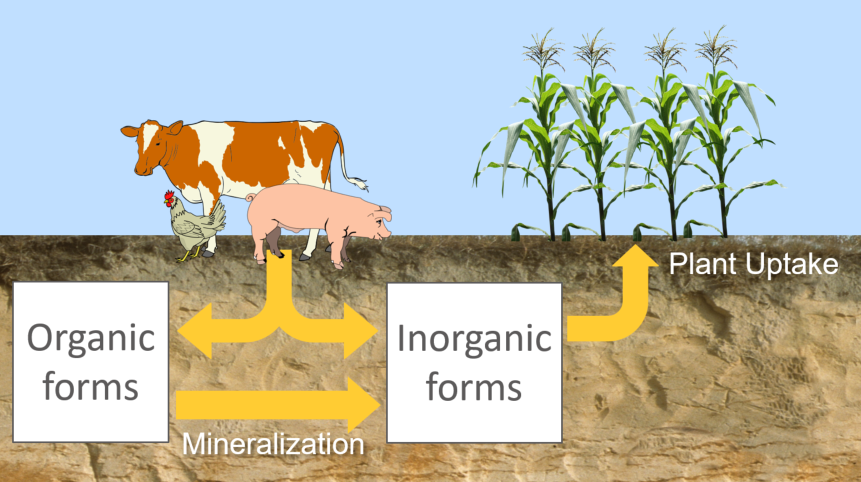 Plant Uptake
Organic
forms
Inorganic
forms
Mineralization